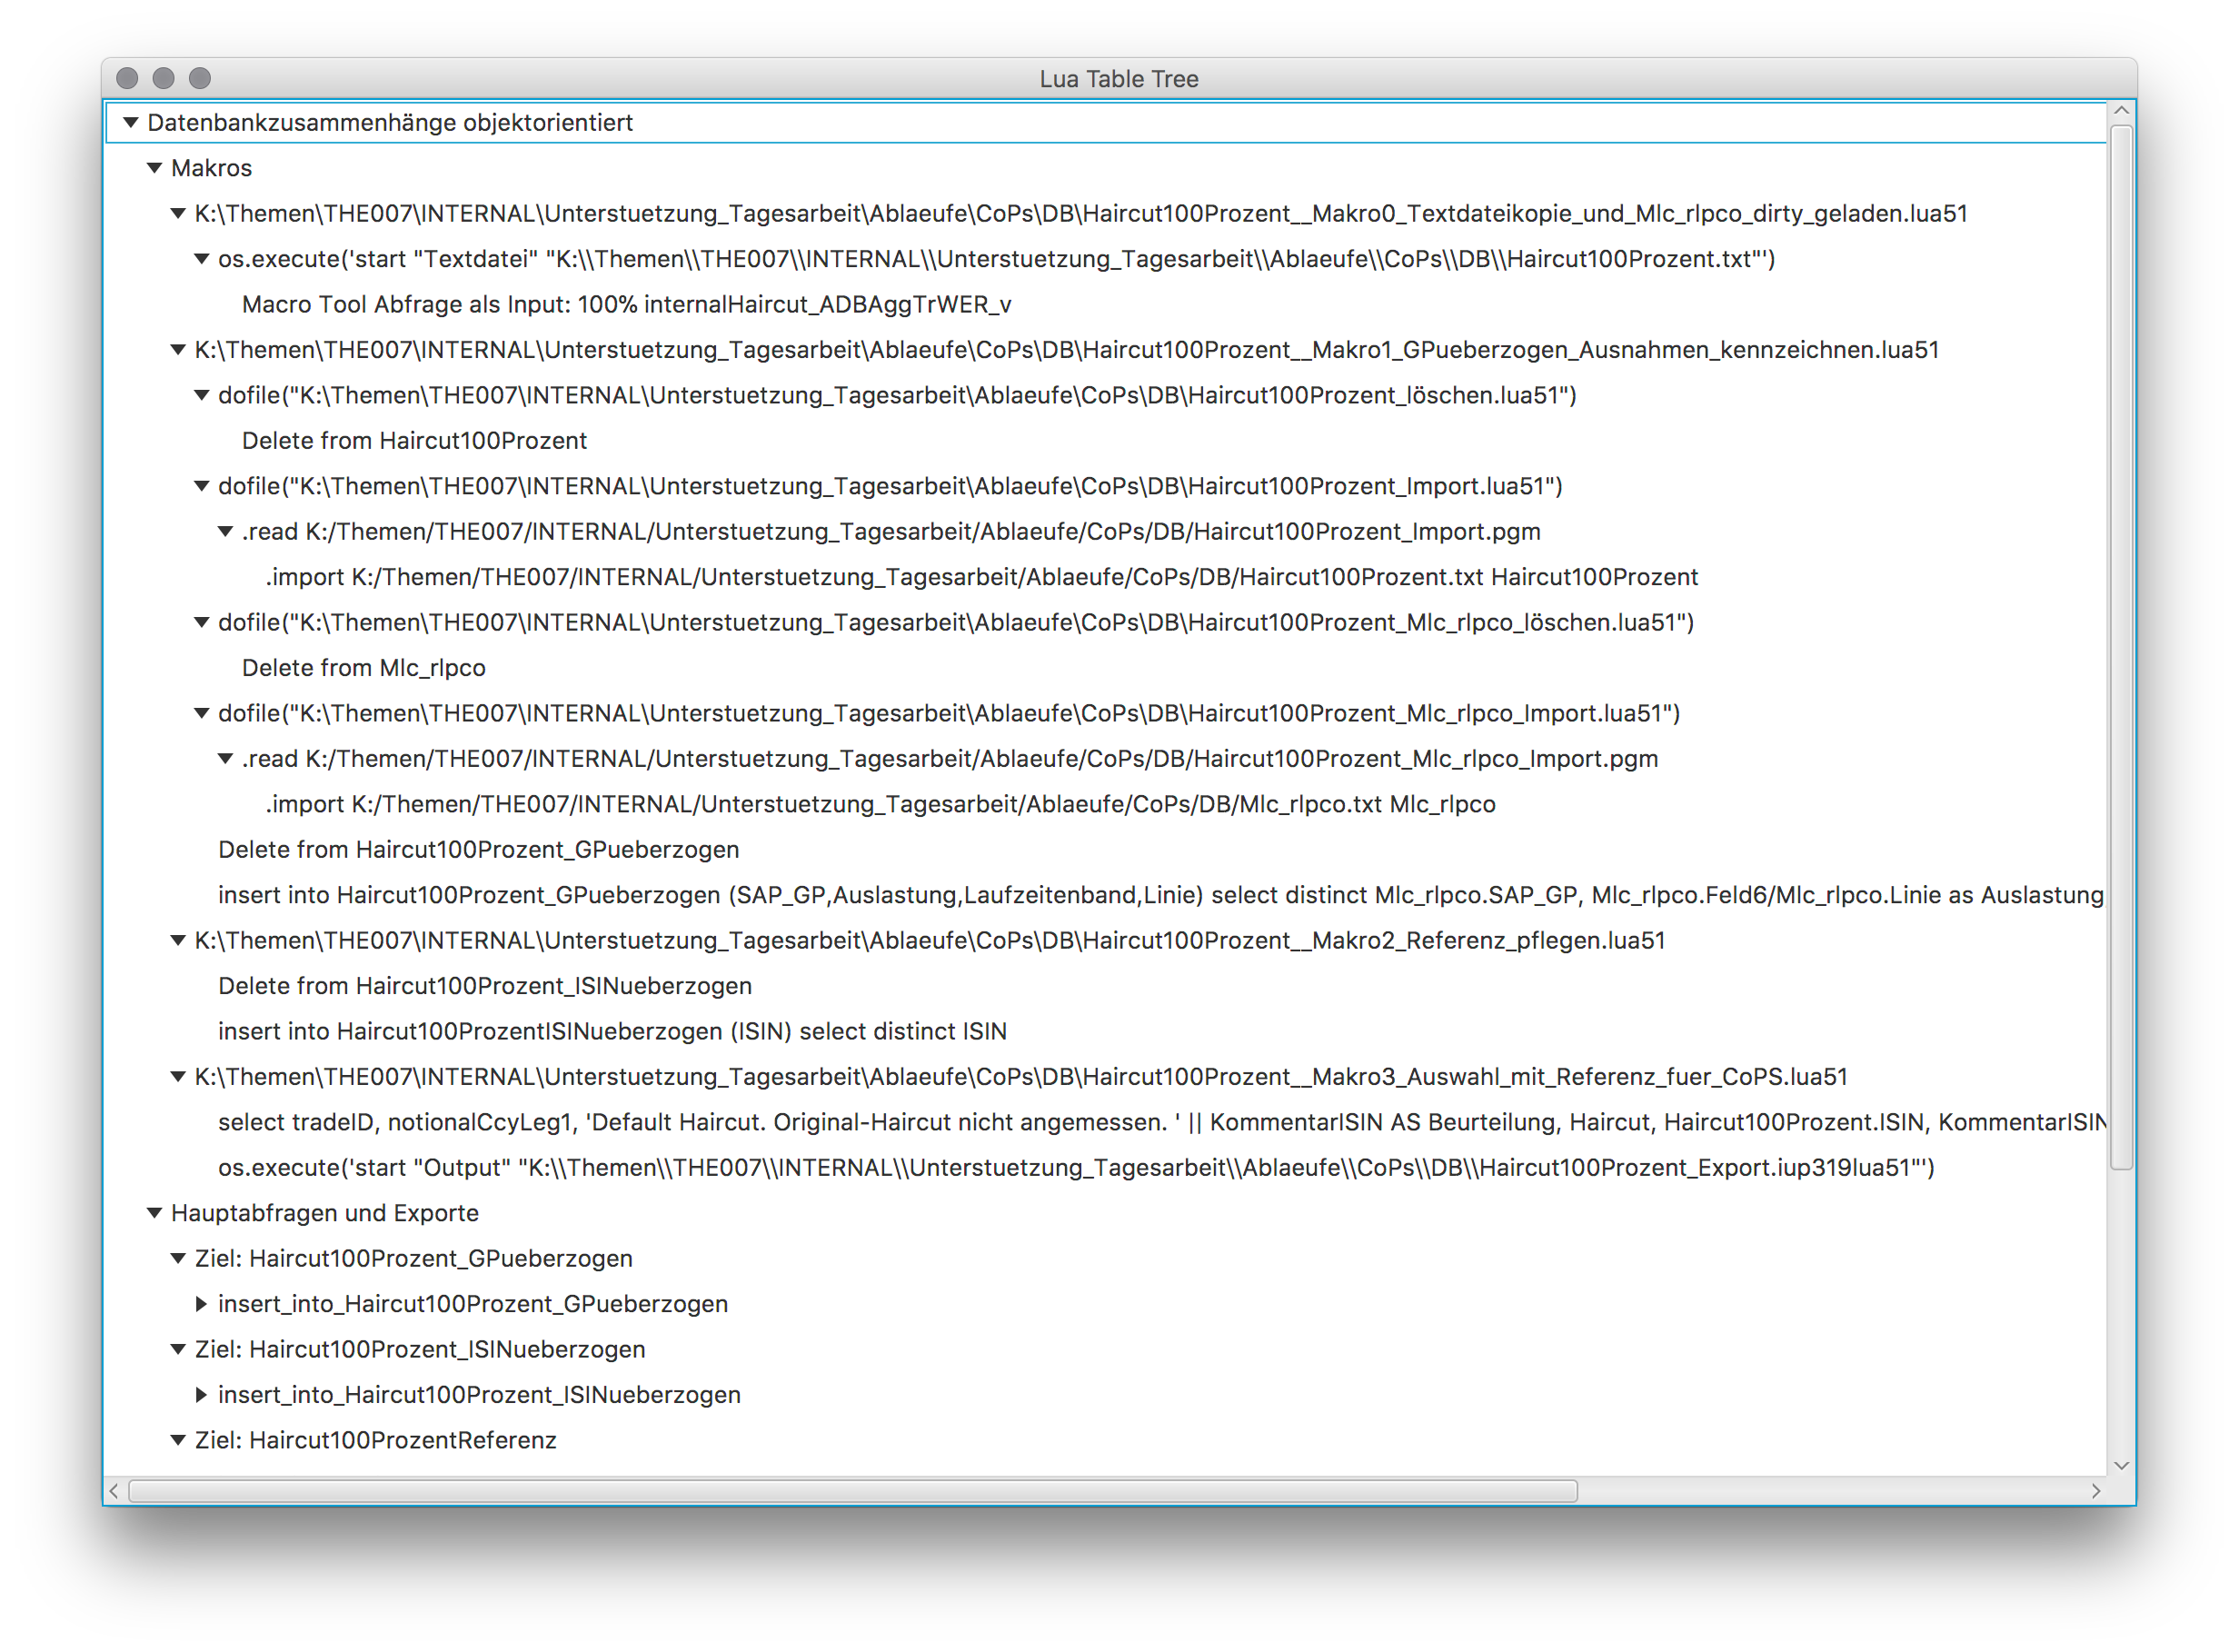 Lua Table Tree
Datenbankzusammenhänge objektorientiert
Makros
K:\Themen\THE007\INTERNAL\Unterstuetzung_Tagesarbeit\Ablaeufe\CoPs\DB\Haircut100Prozent__Makro0_Textdateikopie_und_Mlc_rlpco_dirty_geladen.lua51
os.execute('start "Textdatei" "K:\\Themen\\THE007\\INTERNAL\\Unterstuetzung_Tagesarbeit\\Ablaeufe\\CoPs\\DB\\Haircut100Prozent.txt"')
Macro Tool Abfrage als Input: 100% internalHaircut_ADBAggTrWER_v
K:\Themen\THE007\INTERNAL\Unterstuetzung_Tagesarbeit\Ablaeufe\CoPs\DB\Haircut100Prozent__Makro1_GPueberzogen_Ausnahmen_kennzeichnen.lua51
dofile("K:\Themen\THE007\INTERNAL\Unterstuetzung_Tagesarbeit\Ablaeufe\CoPs\DB\Haircut100Prozent_löschen.lua51")
Delete from Haircut100Prozent
dofile("K:\Themen\THE007\INTERNAL\Unterstuetzung_Tagesarbeit\Ablaeufe\CoPs\DB\Haircut100Prozent_Import.lua51")
.read K:/Themen/THE007/INTERNAL/Unterstuetzung_Tagesarbeit/Ablaeufe/CoPs/DB/Haircut100Prozent_Import.pgm
.import K:/Themen/THE007/INTERNAL/Unterstuetzung_Tagesarbeit/Ablaeufe/CoPs/DB/Haircut100Prozent.txt Haircut100Prozent
dofile("K:\Themen\THE007\INTERNAL\Unterstuetzung_Tagesarbeit\Ablaeufe\CoPs\DB\Haircut100Prozent_Mlc_rlpco_löschen.lua51")
Delete from Mlc_rlpco
dofile("K:\Themen\THE007\INTERNAL\Unterstuetzung_Tagesarbeit\Ablaeufe\CoPs\DB\Haircut100Prozent_Mlc_rlpco_Import.lua51")
.read K:/Themen/THE007/INTERNAL/Unterstuetzung_Tagesarbeit/Ablaeufe/CoPs/DB/Haircut100Prozent_Mlc_rlpco_Import.pgm
.import K:/Themen/THE007/INTERNAL/Unterstuetzung_Tagesarbeit/Ablaeufe/CoPs/DB/Mlc_rlpco.txt Mlc_rlpco
Delete from Haircut100Prozent_GPueberzogen
insert into Haircut100Prozent_GPueberzogen (SAP_GP,Auslastung,Laufzeitenband,Linie) select distinct Mlc_rlpco.SAP_GP, Mlc_rlpco.Feld6/Mlc_rlpco.Linie as Auslastung
K:\Themen\THE007\INTERNAL\Unterstuetzung_Tagesarbeit\Ablaeufe\CoPs\DB\Haircut100Prozent__Makro2_Referenz_pflegen.lua51
Delete from Haircut100Prozent_ISINueberzogen
insert into Haircut100ProzentISINueberzogen (ISIN) select distinct ISIN
K:\Themen\THE007\INTERNAL\Unterstuetzung_Tagesarbeit\Ablaeufe\CoPs\DB\Haircut100Prozent__Makro3_Auswahl_mit_Referenz_fuer_CoPS.lua51
select tradeID, notionalCcyLeg1, 'Default Haircut. Original-Haircut nicht angemessen. ' || KommentarISIN AS Beurteilung, Haircut, Haircut100Prozent.ISIN, KommentarISIN
os.execute('start "Output" "K:\\Themen\\THE007\\INTERNAL\\Unterstuetzung_Tagesarbeit\\Ablaeufe\\CoPs\\DB\\Haircut100Prozent_Export.iup319lua51"')
Hauptabfragen und Exporte
Ziel: Haircut100Prozent_GPueberzogen
insert_into_Haircut100Prozent_GPueberzogen
Ziel: Haircut100Prozent_ISINueberzogen
insert_into_Haircut100Prozent_ISINueberzogen
Ziel: Haircut100ProzentReferenz